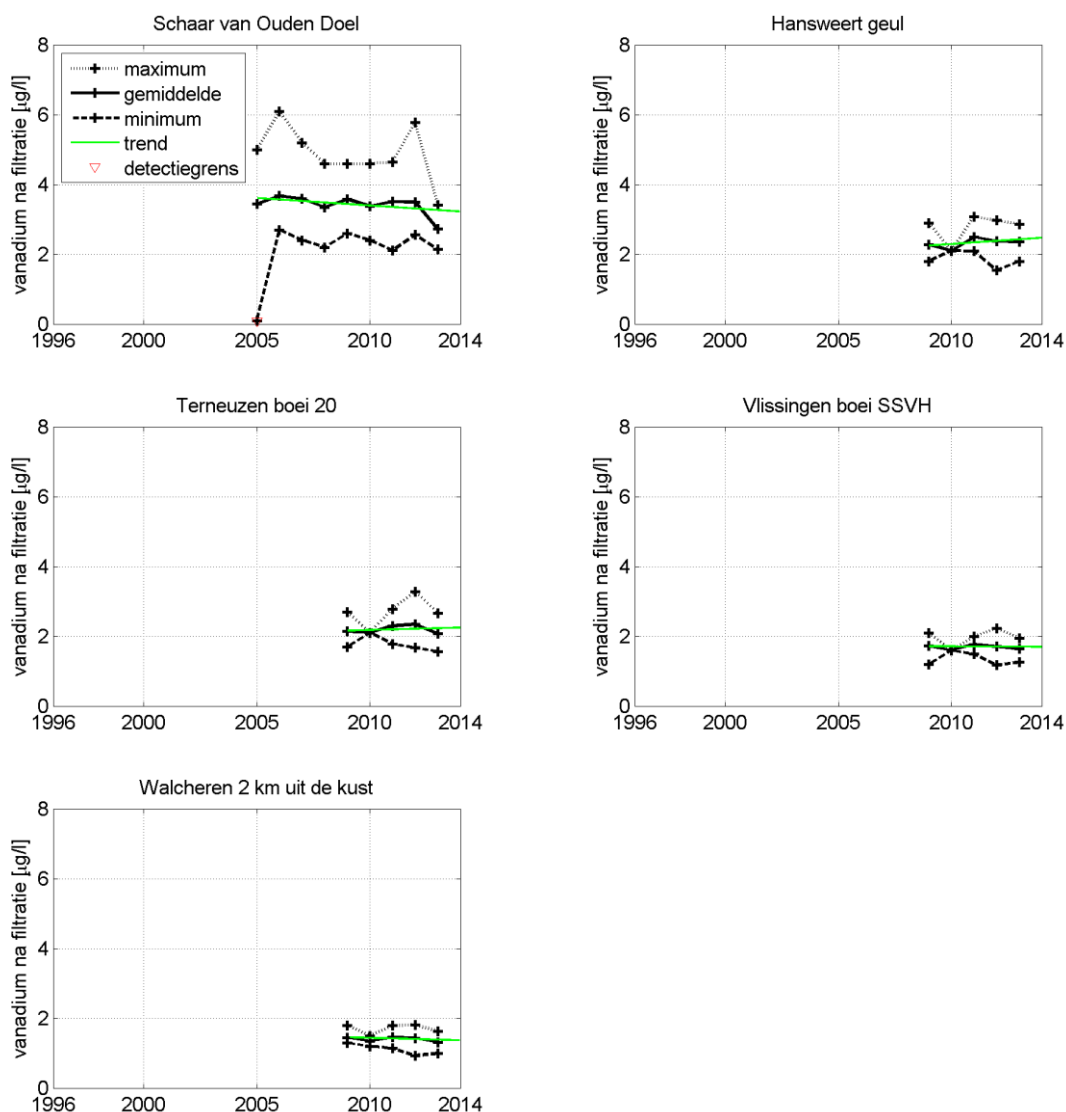 Schaar van Ouden Doel
vanadium na filtratie [µg/l]
8
6
4
2
0
maximum
gemiddelde
minimum
trend
detectiegrens
1996 2000 2005 2010 2014
Hansweert geul
vanadium na filtratie [µg/l]
8
6
4
2
0
1996 2000 2005 2010 2014
Terneuzen boei 20
vanadium na filtratie [µg/l]
8
6
4
2
0
1996 2000 2005 2010 2014
Vlissingen boei SSVH
vanadium na filtratie [µg/l]
8
6
4
2
0
1996 2000 2005 2010 2014
Walcheren 2 km uit de kust
vanadium na filtratie [µg/l]
8
6
4
2
0
1996 2000 2005 2010 2014